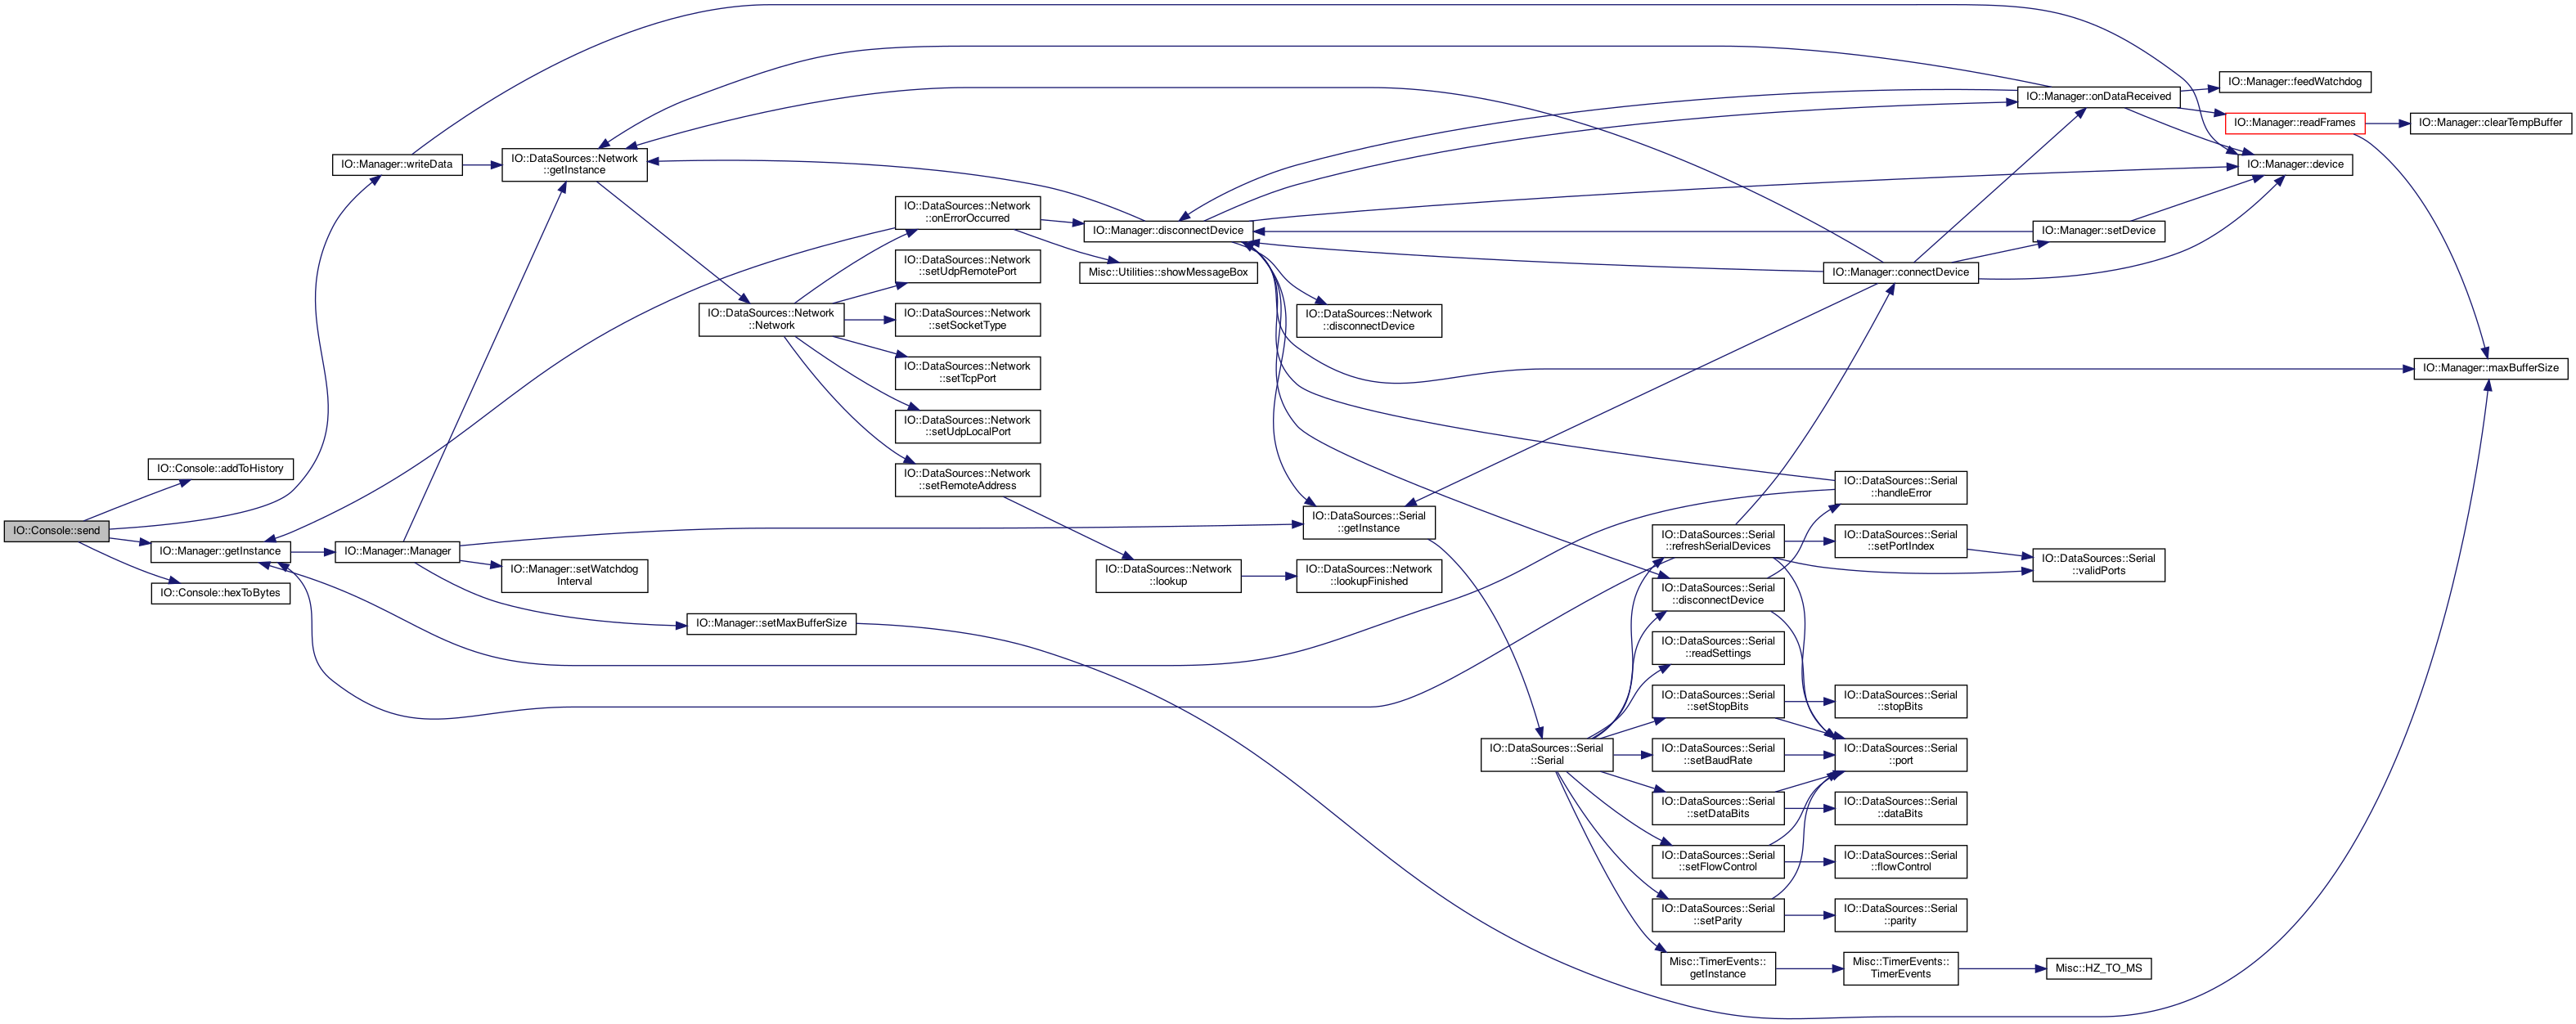 IO::Console::send
IO::Console::addToHistory
IO::Manager::getInstance
IO::Console::hexToBytes
IO::Manager::writeData
IO::Manager::Manager
IO::DataSources::Network
::getInstance
IO::Manager::setWatchdog
Interval
IO::Manager::setMaxBufferSize
IO::DataSources::Network
::Network
IO::DataSources::Network
::onErrorOccurred
IO::DataSources::Network
::setUdpRemotePort
IO::DataSources::Network
::setSocketType
IO::DataSources::Network
::setTcpPort
IO::DataSources::Network
::setUdpLocalPort
IO::DataSources::Network
::setRemoteAddress
IO::Manager::disconnectDevice
Misc::Utilities::showMessageBox
IO::DataSources::Network
::lookup
IO::DataSources::Network
::disconnectDevice
IO::DataSources::Serial
::getInstance
IO::DataSources::Network
::lookupFinished
IO::DataSources::Serial
::Serial
IO::DataSources::Serial
::refreshSerialDevices
IO::DataSources::Serial
::disconnectDevice
IO::DataSources::Serial
::readSettings
IO::DataSources::Serial
::setStopBits
IO::DataSources::Serial
::setBaudRate
IO::DataSources::Serial
::setDataBits
IO::DataSources::Serial
::setFlowControl
IO::DataSources::Serial
::setParity
Misc::TimerEvents::
getInstance
IO::Manager::connectDevice
IO::DataSources::Serial
::handleError
IO::DataSources::Serial
::setPortIndex
IO::DataSources::Serial
::stopBits
IO::DataSources::Serial
::port
IO::DataSources::Serial
::dataBits
IO::DataSources::Serial
::flowControl
IO::DataSources::Serial
::parity
Misc::TimerEvents::
TimerEvents
IO::Manager::onDataReceived
IO::Manager::setDevice
IO::DataSources::Serial
::validPorts
Misc::HZ_TO_MS
IO::Manager::feedWatchdog
IO::Manager::readFrames
IO::Manager::device
IO::Manager::clearTempBuffer
IO::Manager::maxBufferSize